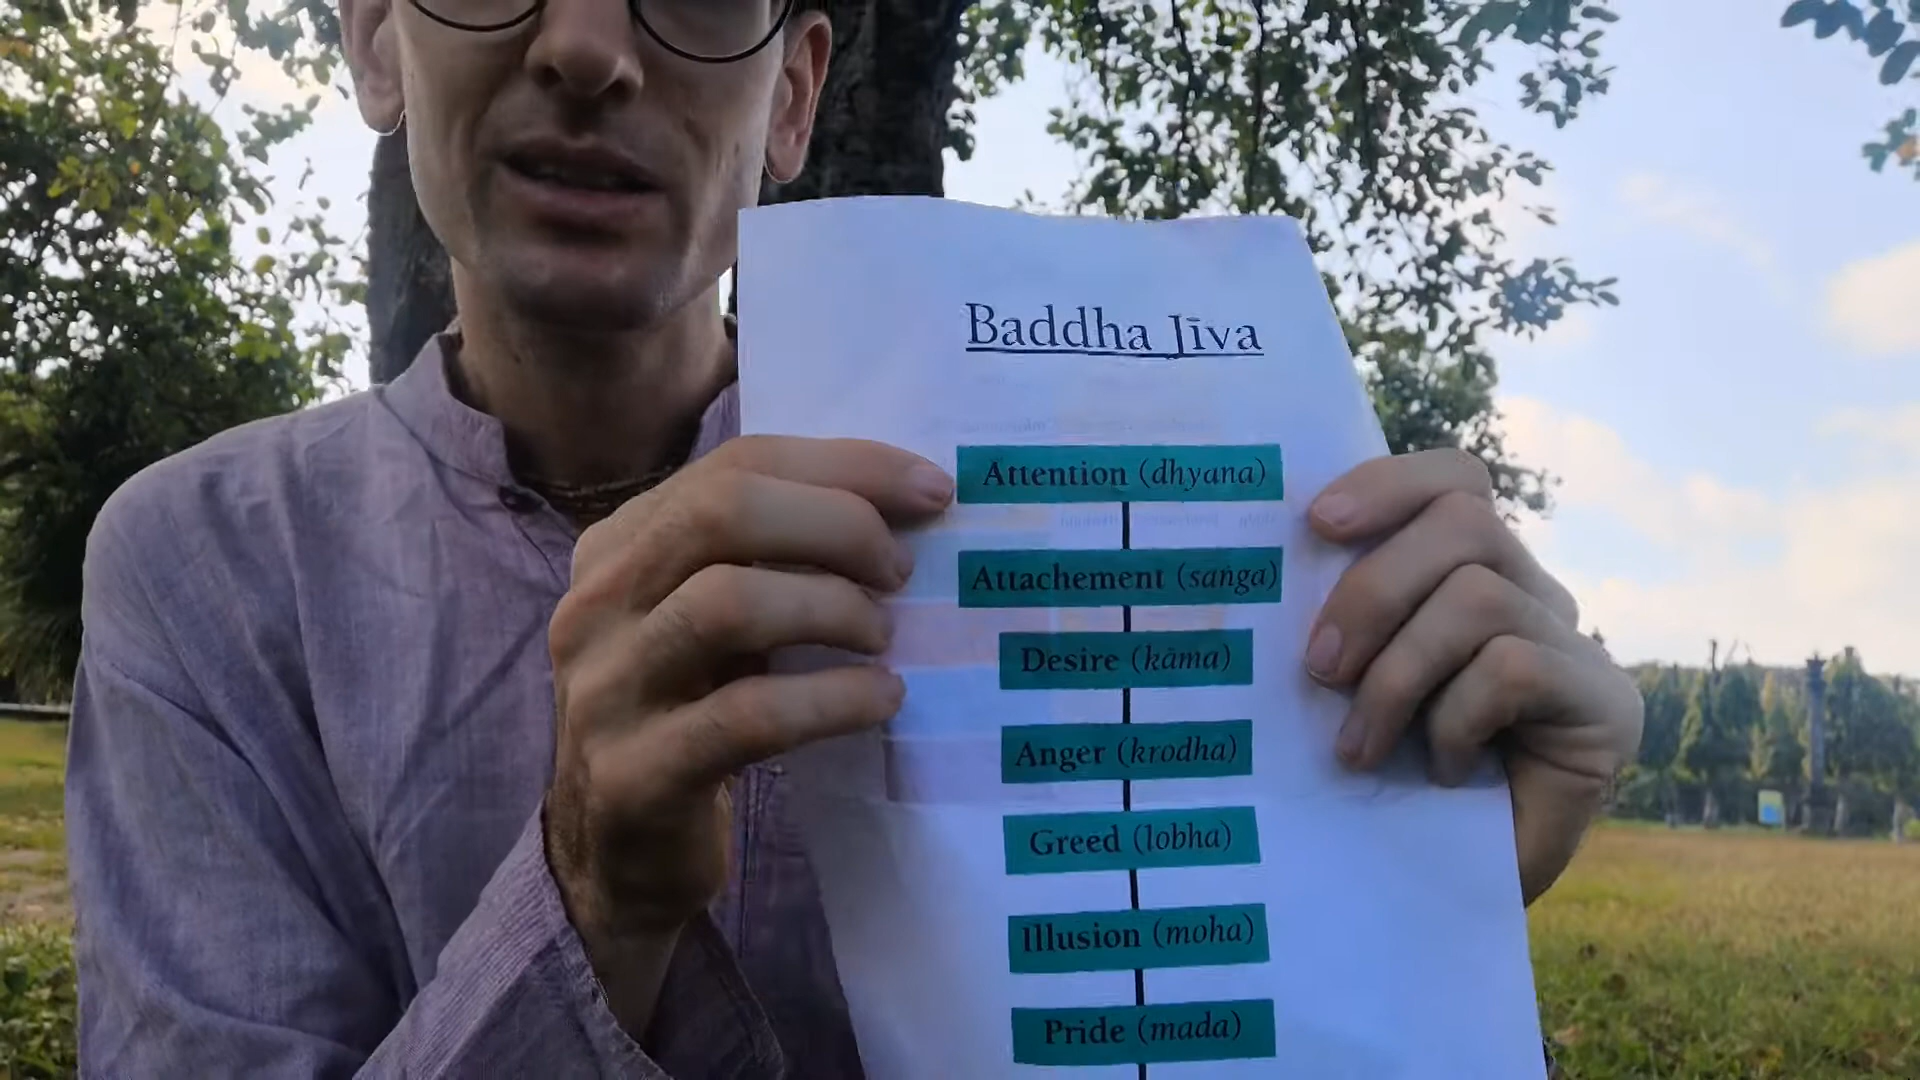 Baddha Jīva
Attention (dhyana)
Attachement (saṅga)
Desire (kāma)
Anger (krodha)
Greed (lobha)
Illusion (moha)
Pride (mada)